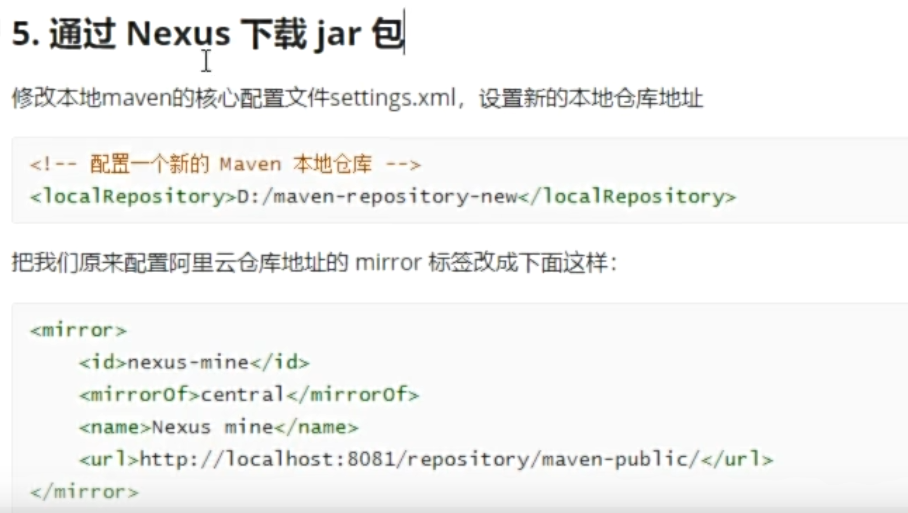 5. 通过 Nexus 下载 jar 包
修改本地maven的核心配置文件settings.xml，设置新的本地仓库地址
<!-- 配置一个新的 Maven 本地仓库 -->
<localRepository>D:/maven-repository-new</localRepository>
把我们原来配置阿里云仓库地址的 mirror 标签改成下面这样：
<mirror>
    <id>nexus-mine</id>
    <mirrorOf>central</mirrorOf>
    <name>Nexus mine</name>
    <url>http://localhost:8081/repository/maven-public/</url>
</mirror>